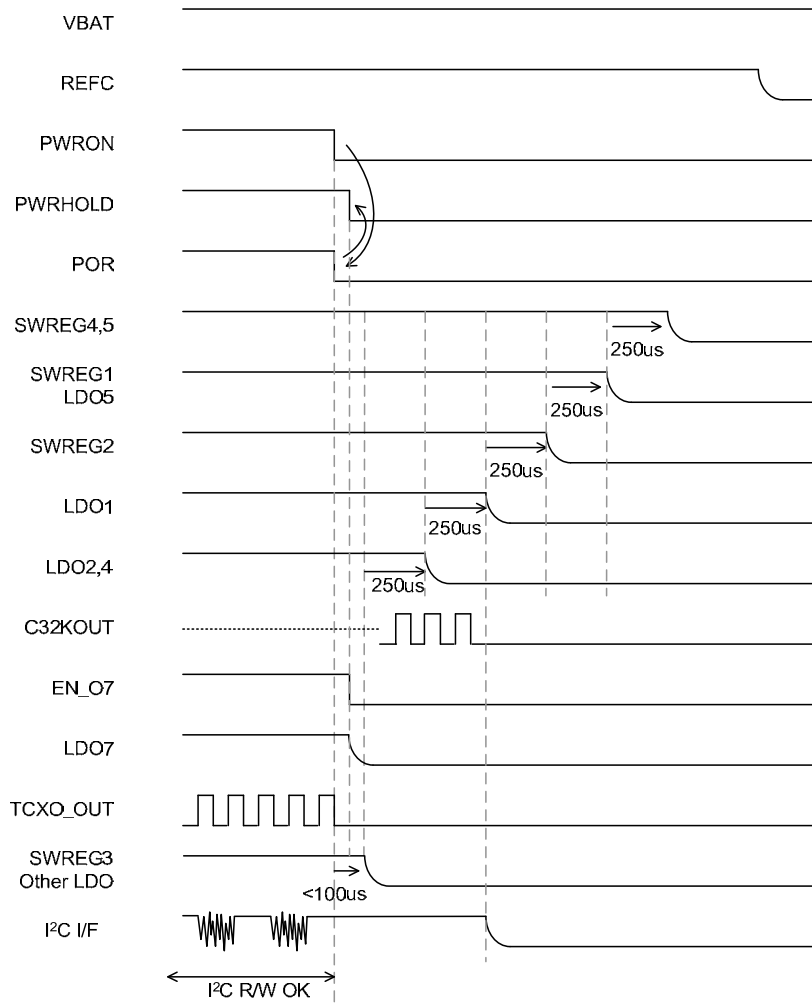 VBAT
REFC
PWRON
PWRHOLD
POR
SWREG4,5
250us
SWREG1
LDO5
250us
SWREG2
250us
LDO1
250us
LDO2,4
250us
C32KOUT
EN_O7
LDO7
TCXO_OUT
SWREG3
Other LDO
<100us
I²C I/F
I²C R/W OK